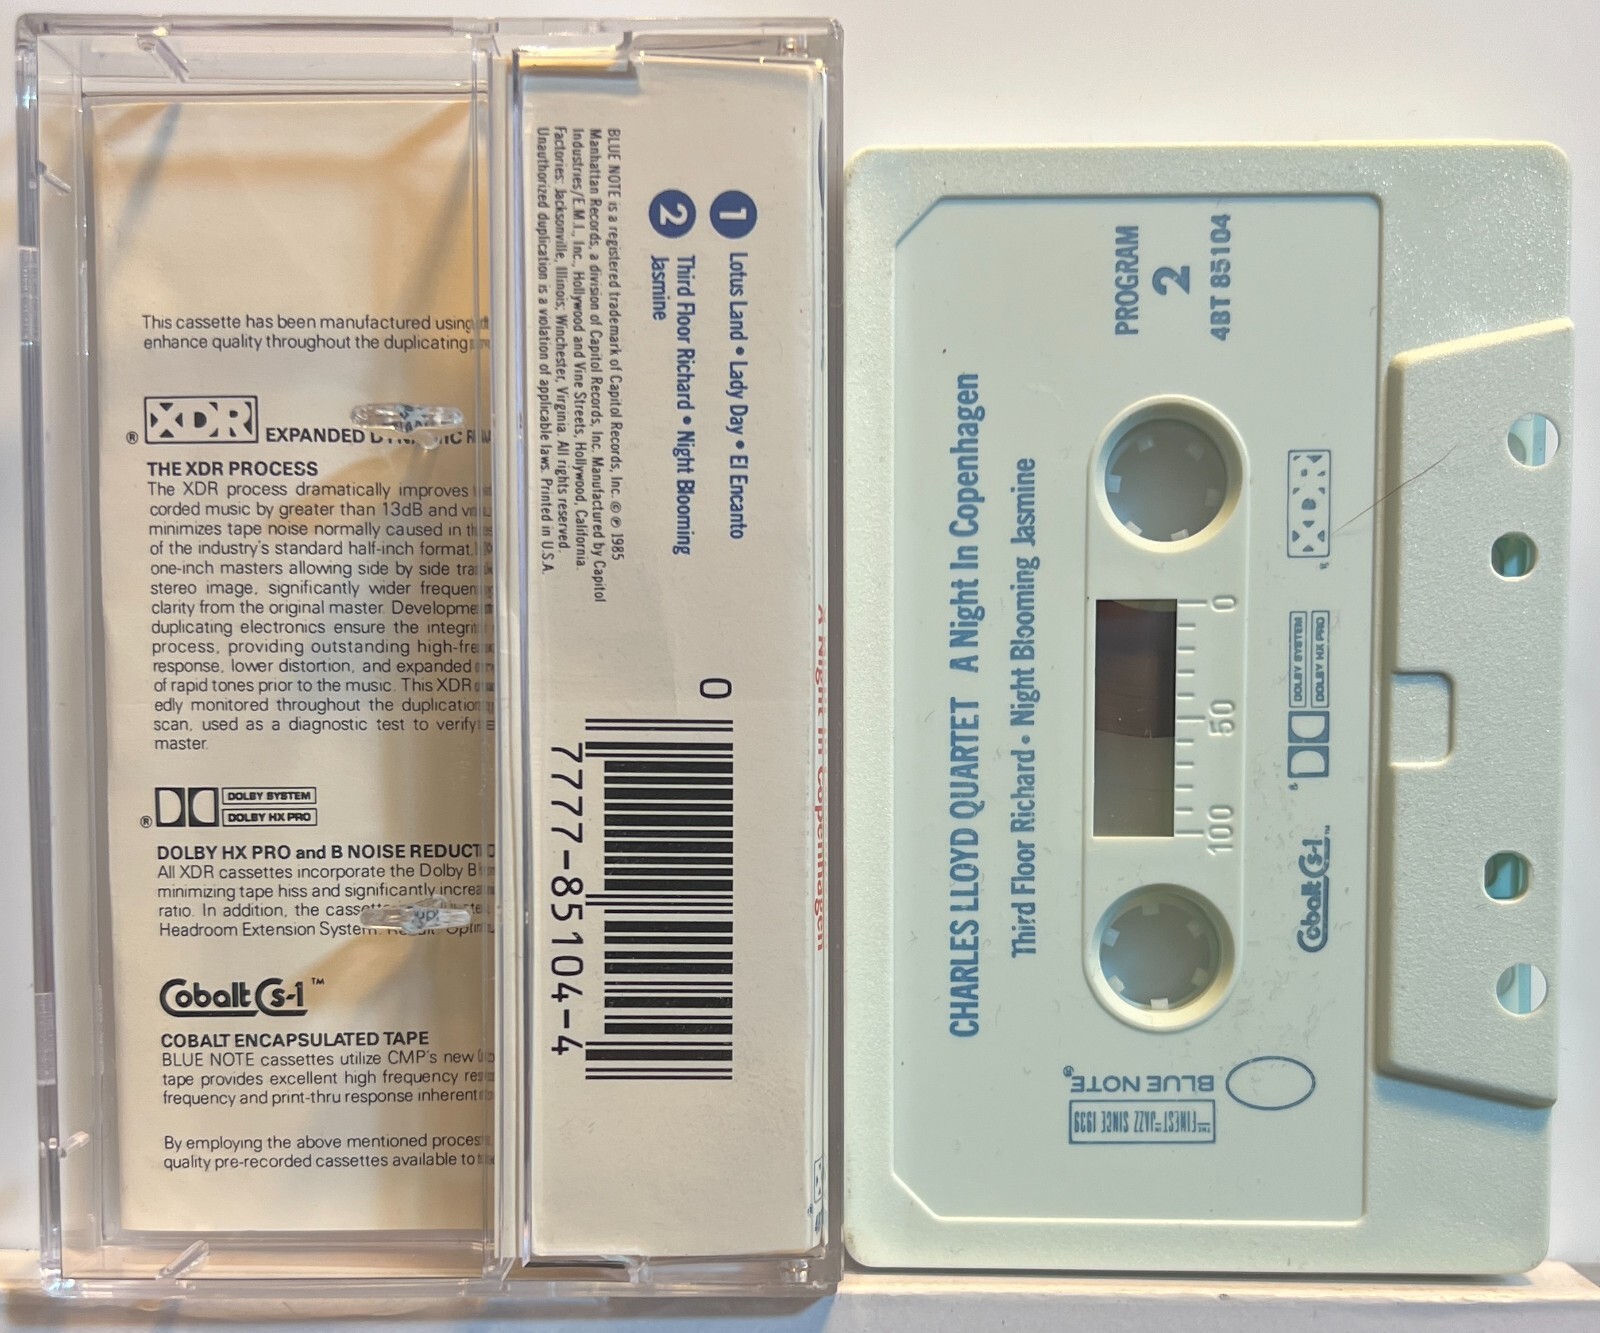 This cassette has been manufactured using
enhance quality throughout the duplicating
XDR ®
EXPANDED
THE XDR PROCESS
The XDR process dramatically improves
corded music by greater than 13dB and
minimizes tape noise normally caused in
of the industry's standard half-inch format,
one-inch masters allowing side by side
stereo image, significantly wider
clarity from the original master.
duplicating electronics ensure the
process, providing outstanding
response, lower distortion, and expanded
of rapid tones prior to the music. This XDR
edly monitored throughout the duplication
scan, used as a diagnostic test to verify
master.
® DOLBY SYSTEM
DOLBY HX PRO
DOLBY HX PRO and B NOISE
All XDR cassettes incorporate the Dolby B
minimizing tape hiss and significantly
ratio. In addition, the
Headroom Extension System.
Cobalt Cs-1 ™
COBALT ENCAPSULATED TAPE
BLUE NOTE cassettes utilize CMP's new
tape provides excellent high frequency
frequency and print-thru response inherent
By employing the above mentioned
quality pre-recorded cassettes available to
1 Lotus Land • Lady Day • El Encanto
2 Third Floor Richard • Night Blooming
Jasmine
BLUE NOTE is a registered trademark of Capitol Records, Inc. © ℗ 1985
Manhattan Records, a division of Capitol Records, Inc. Manufactured by Capitol
Industries/E.M.I., Inc., Hollywood and Vine Streets, Hollywood, California.
Factories: Jacksonville, Illinois, Winchester, Virginia. All rights reserved.
Unauthorized duplication is a violation of applicable laws. Printed in U.S.A.
0
7777-85104-4
A Night In Copenhagen
PROGRAM
2
4BT 85104
CHARLES LLOYD QUARTET A Night In Copenhagen
Third Floor Richard • Night Blooming Jasmine
0 50 100
XDR ®
DOLBY SYSTEM
DOLBY HX PRO
®
Cobalt Cs-1 ™
BLUE NOTE ®
THE FINEST IN JAZZ SINCE 1939